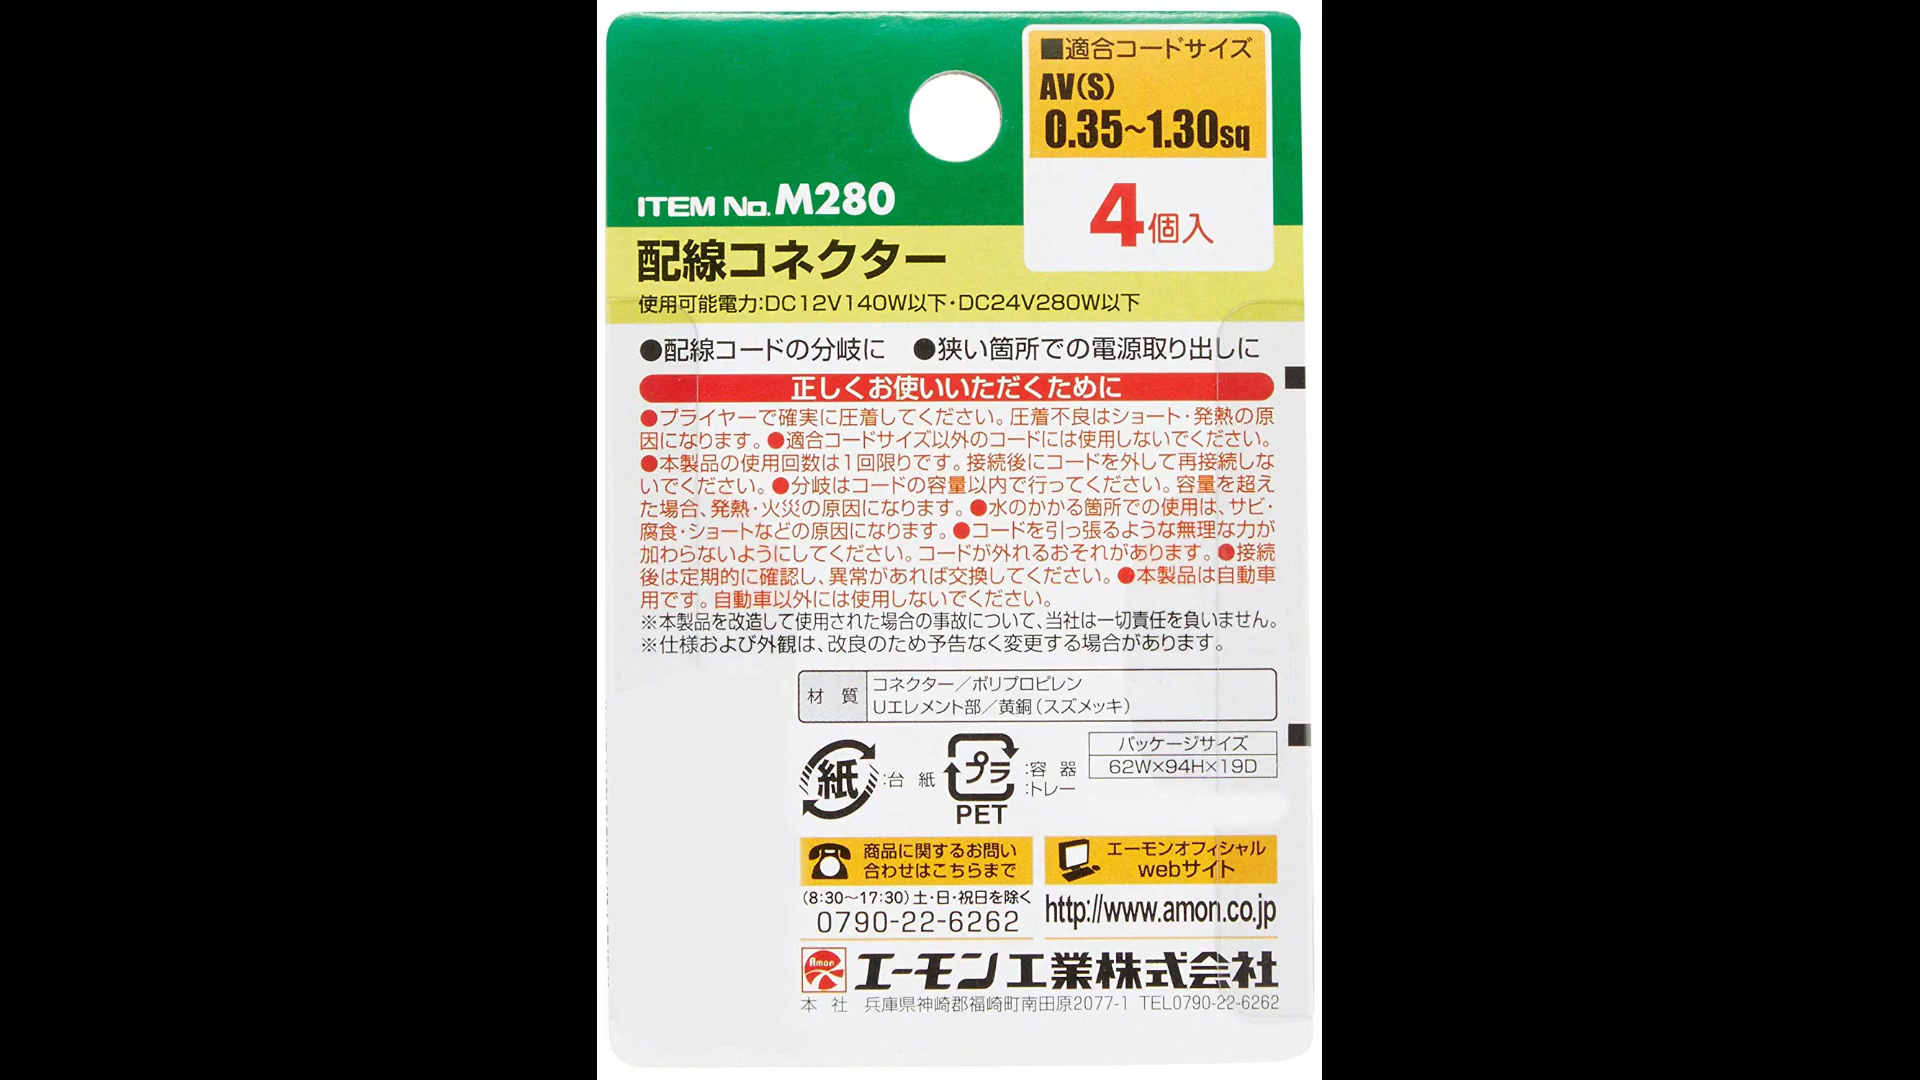 ■適合コードサイズ
AV(S)
0.35～1.30sq
4個入
ITEM No. M280
配線コネクター
使用可能電力:DC12V140W以下・DC24V280W以下
●配線コードの分岐に　●狭い箇所での電源取り出しに
正しくお使いいただくために
●プライヤーで確実に圧着してください。圧着不良はショート・発熱の原
因になります。●適合コードサイズ以外のコードには使用しないでください。
●本製品の使用回数は1回限りです。接続後にコードを外して再接続しな
いでください。●分岐はコードの容量以内で行ってください。容量を超え
た場合、発熱・火災の原因になります。●水のかかる箇所での使用は、サビ・
腐食・ショートなどの原因になります。●コードを引っ張るような無理な力が
加わらないようにしてください。コードが外れるおそれがあります。●接続
後は定期的に確認し、異常があれば交換してください。●本製品は自動車
用です。自動車以外には使用しないでください。
※本製品を改造して使用された場合の事故について、当社は一切責任を負いません。
※仕様および外観は、改良のため予告なく変更する場合があります。
材質
コネクター／ポリプロピレン
Uエレメント部／黄銅(スズメッキ)
紙 :台紙
プラ :容器
:トレー
PET
パッケージサイズ
62W×94H×19D
商品に関するお問い
合わせはこちらまで
(8:30～17:30)土・日・祝日を除く
0790-22-6262
エーモンオフィシャル
webサイト
http://www.amon.co.jp
Amon エーモン工業株式会社
本社 兵庫県神崎郡福崎町南田原2077-1 TEL0790-22-6262